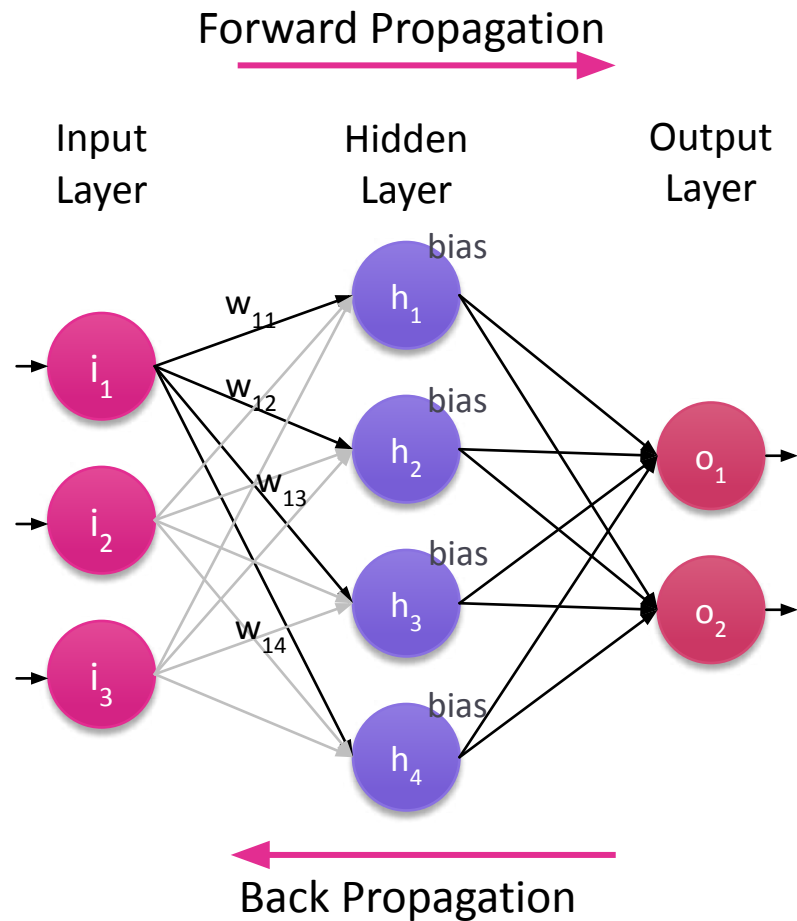 Forward Propagation
Input
Layer
Hidden
Layer
Output
Layer
bias
h1
w11
i1
w12
bias
h2
o1
w13
i2
bias
h3
o2
w14
i3
bias
h4
Back Propagation